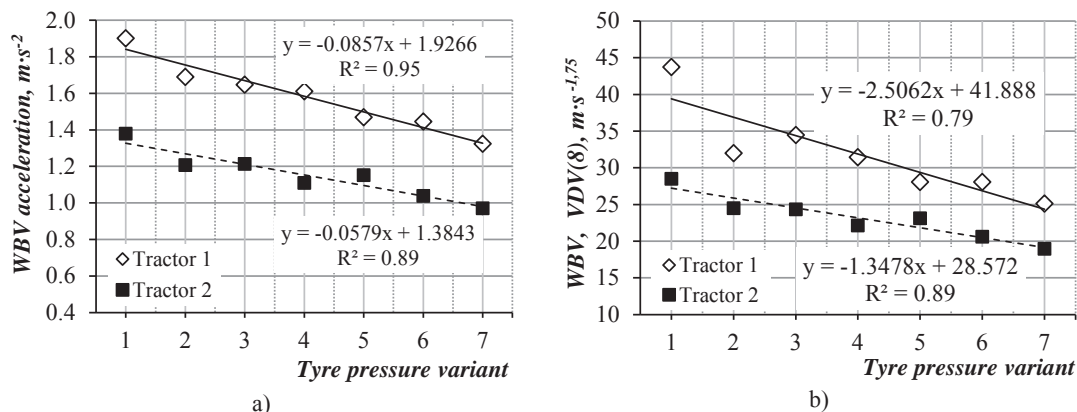 2.0
1.8
1.6
1.4
1.2
1.0
0.8
0.6
0.4
WBV acceleration, m·s-2
y = -0.0857x + 1.9266
R² = 0.95
y = -0.0579x + 1.3843
R² = 0.89
Tractor 1
Tractor 2
1 2 3 4 5 6 7
Tyre pressure variant
a)
50
45
40
35
30
25
20
15
10
WBV, VDV(8), m·s-1,75
y = -2.5062x + 41.888
R² = 0.79
Tractor 1
Tractor 2
y = -1.3478x + 28.572
R² = 0.89
1 2 3 4 5 6 7
Tyre pressure variant
b)